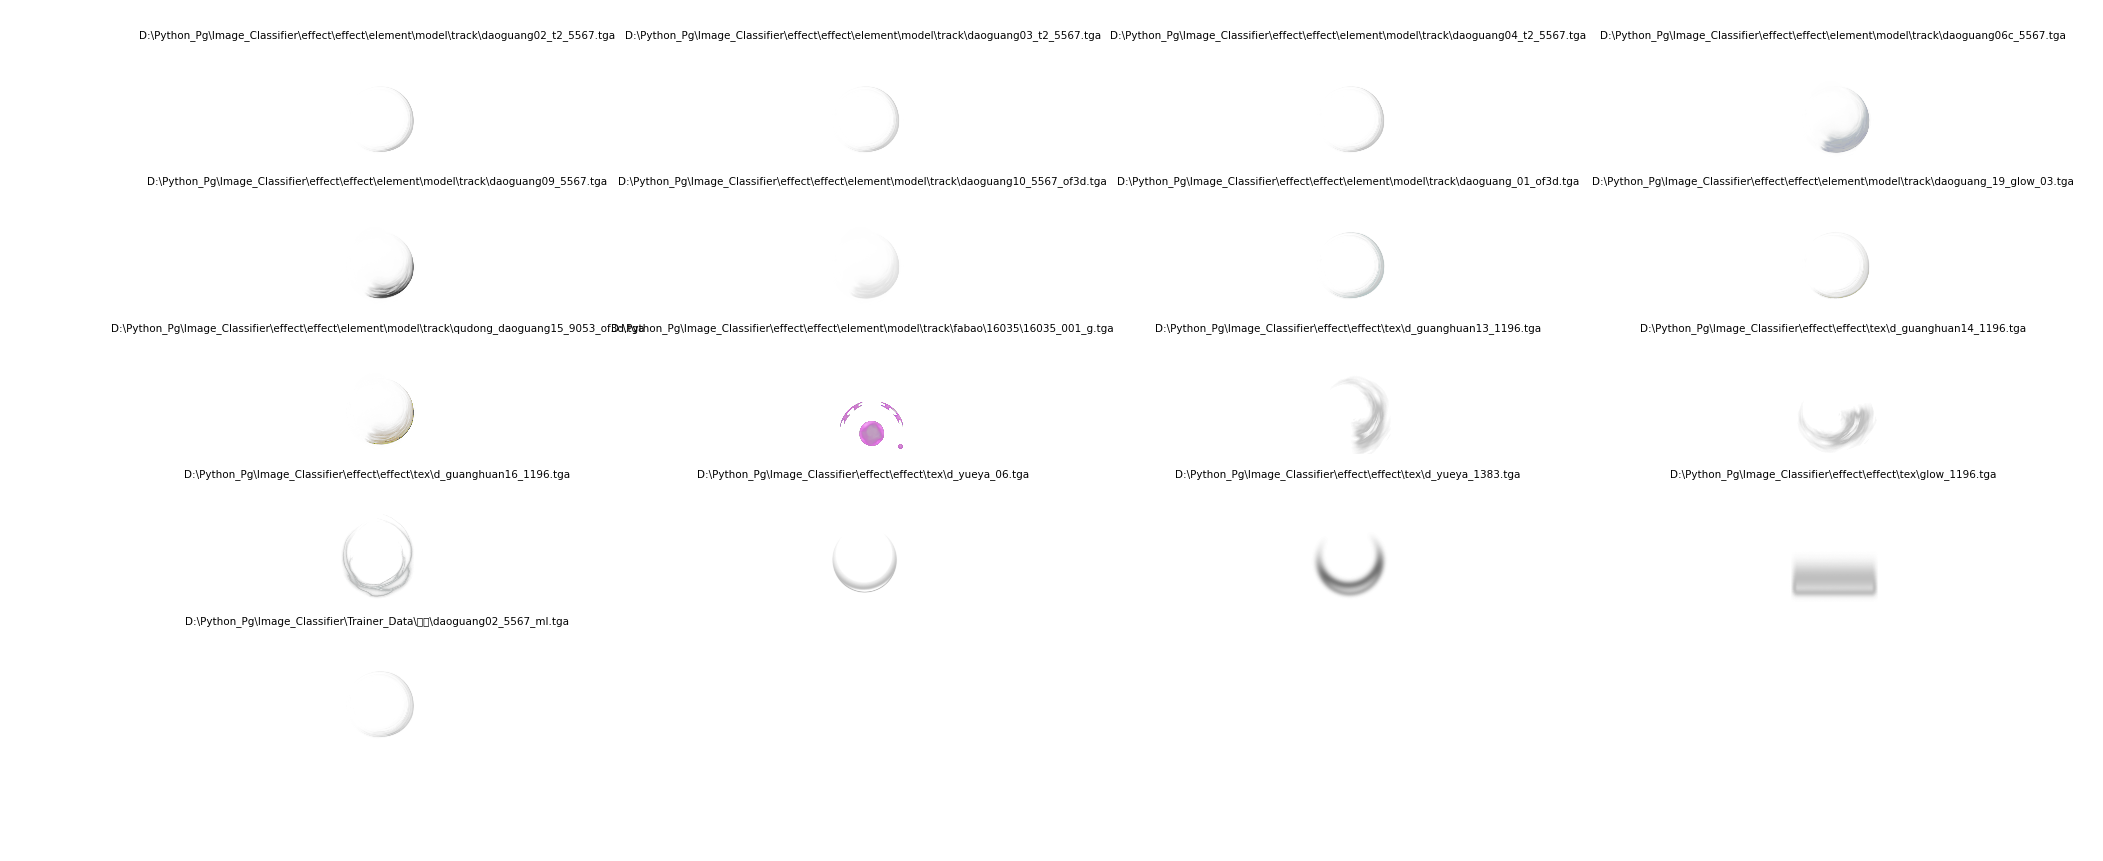 D:\Python_Pg\Image_Classifier\effect\effect\element\model\track\daoguang02_t2_5567.tga
D:\Python_Pg\Image_Classifier\effect\effect\element\model\track\daoguang03_t2_5567.tga
D:\Python_Pg\Image_Classifier\effect\effect\element\model\track\daoguang04_t2_5567.tga
D:\Python_Pg\Image_Classifier\effect\effect\element\model\track\daoguang06c_5567.tga
D:\Python_Pg\Image_Classifier\effect\effect\element\model\track\daoguang09_5567.tga
D:\Python_Pg\Image_Classifier\effect\effect\element\model\track\daoguang10_5567_of3d.tga
D:\Python_Pg\Image_Classifier\effect\effect\element\model\track\daoguang_01_of3d.tga
D:\Python_Pg\Image_Classifier\effect\effect\element\model\track\daoguang_19_glow_03.tga
D:\Python_Pg\Image_Classifier\effect\effect\element\model\track\qudong_daoguang15_9053_of3d.tga
D:\Python_Pg\Image_Classifier\effect\effect\element\model\track\fabao\16035\16035_001_g.tga
D:\Python_Pg\Image_Classifier\effect\effect\tex\d_guanghuan13_1196.tga
D:\Python_Pg\Image_Classifier\effect\effect\tex\d_guanghuan14_1196.tga
D:\Python_Pg\Image_Classifier\effect\effect\tex\d_guanghuan16_1196.tga
D:\Python_Pg\Image_Classifier\effect\effect\tex\d_yueya_06.tga
D:\Python_Pg\Image_Classifier\effect\effect\tex\d_yueya_1383.tga
D:\Python_Pg\Image_Classifier\effect\effect\tex\glow_1196.tga
D:\Python_Pg\Image_Classifier\Trainer_Data\□□\daoguang02_5567_ml.tga